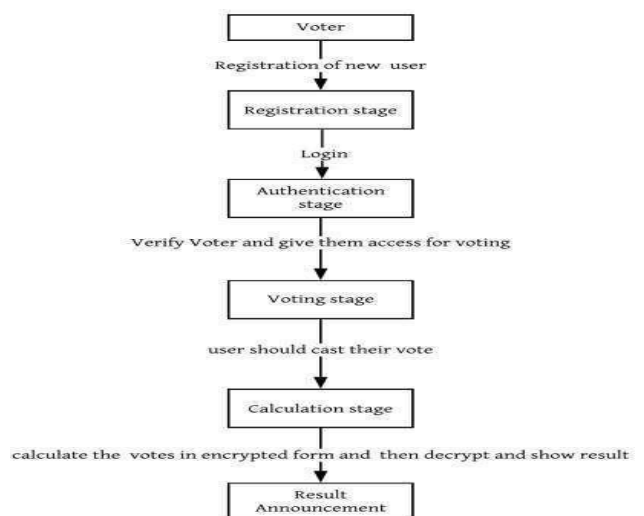 Voter
Registration of new user
Registration stage
Login
Authentication
stage
Verify Voter and give them access for voting
Voting stage
user should cast their vote
Calculation stage
calculate the votes in encrypted form and then decrypt and show result
Result
Announcement